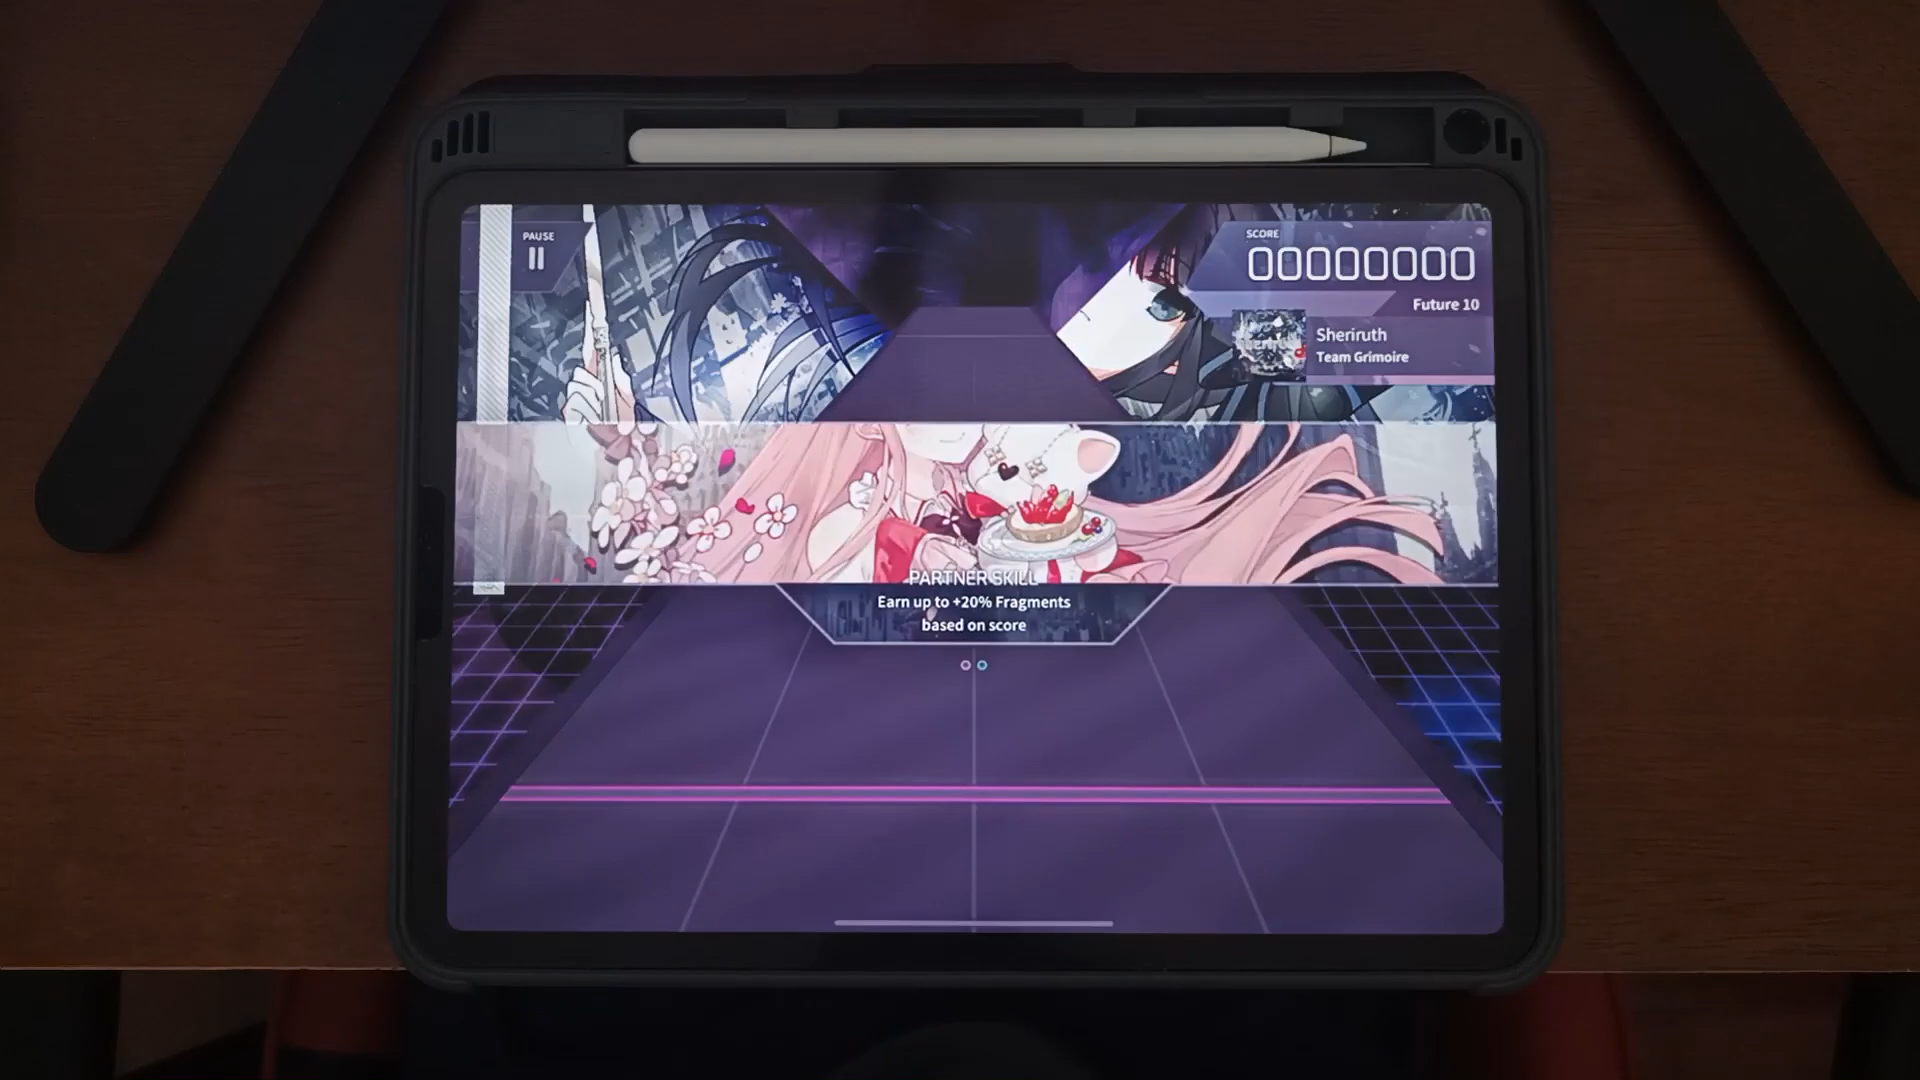 PAUSE
SCORE
00000000
Future 10
Sheriruth
Team Grimoire
PARTNER SKILL
Earn up to +20% Fragments
based on score